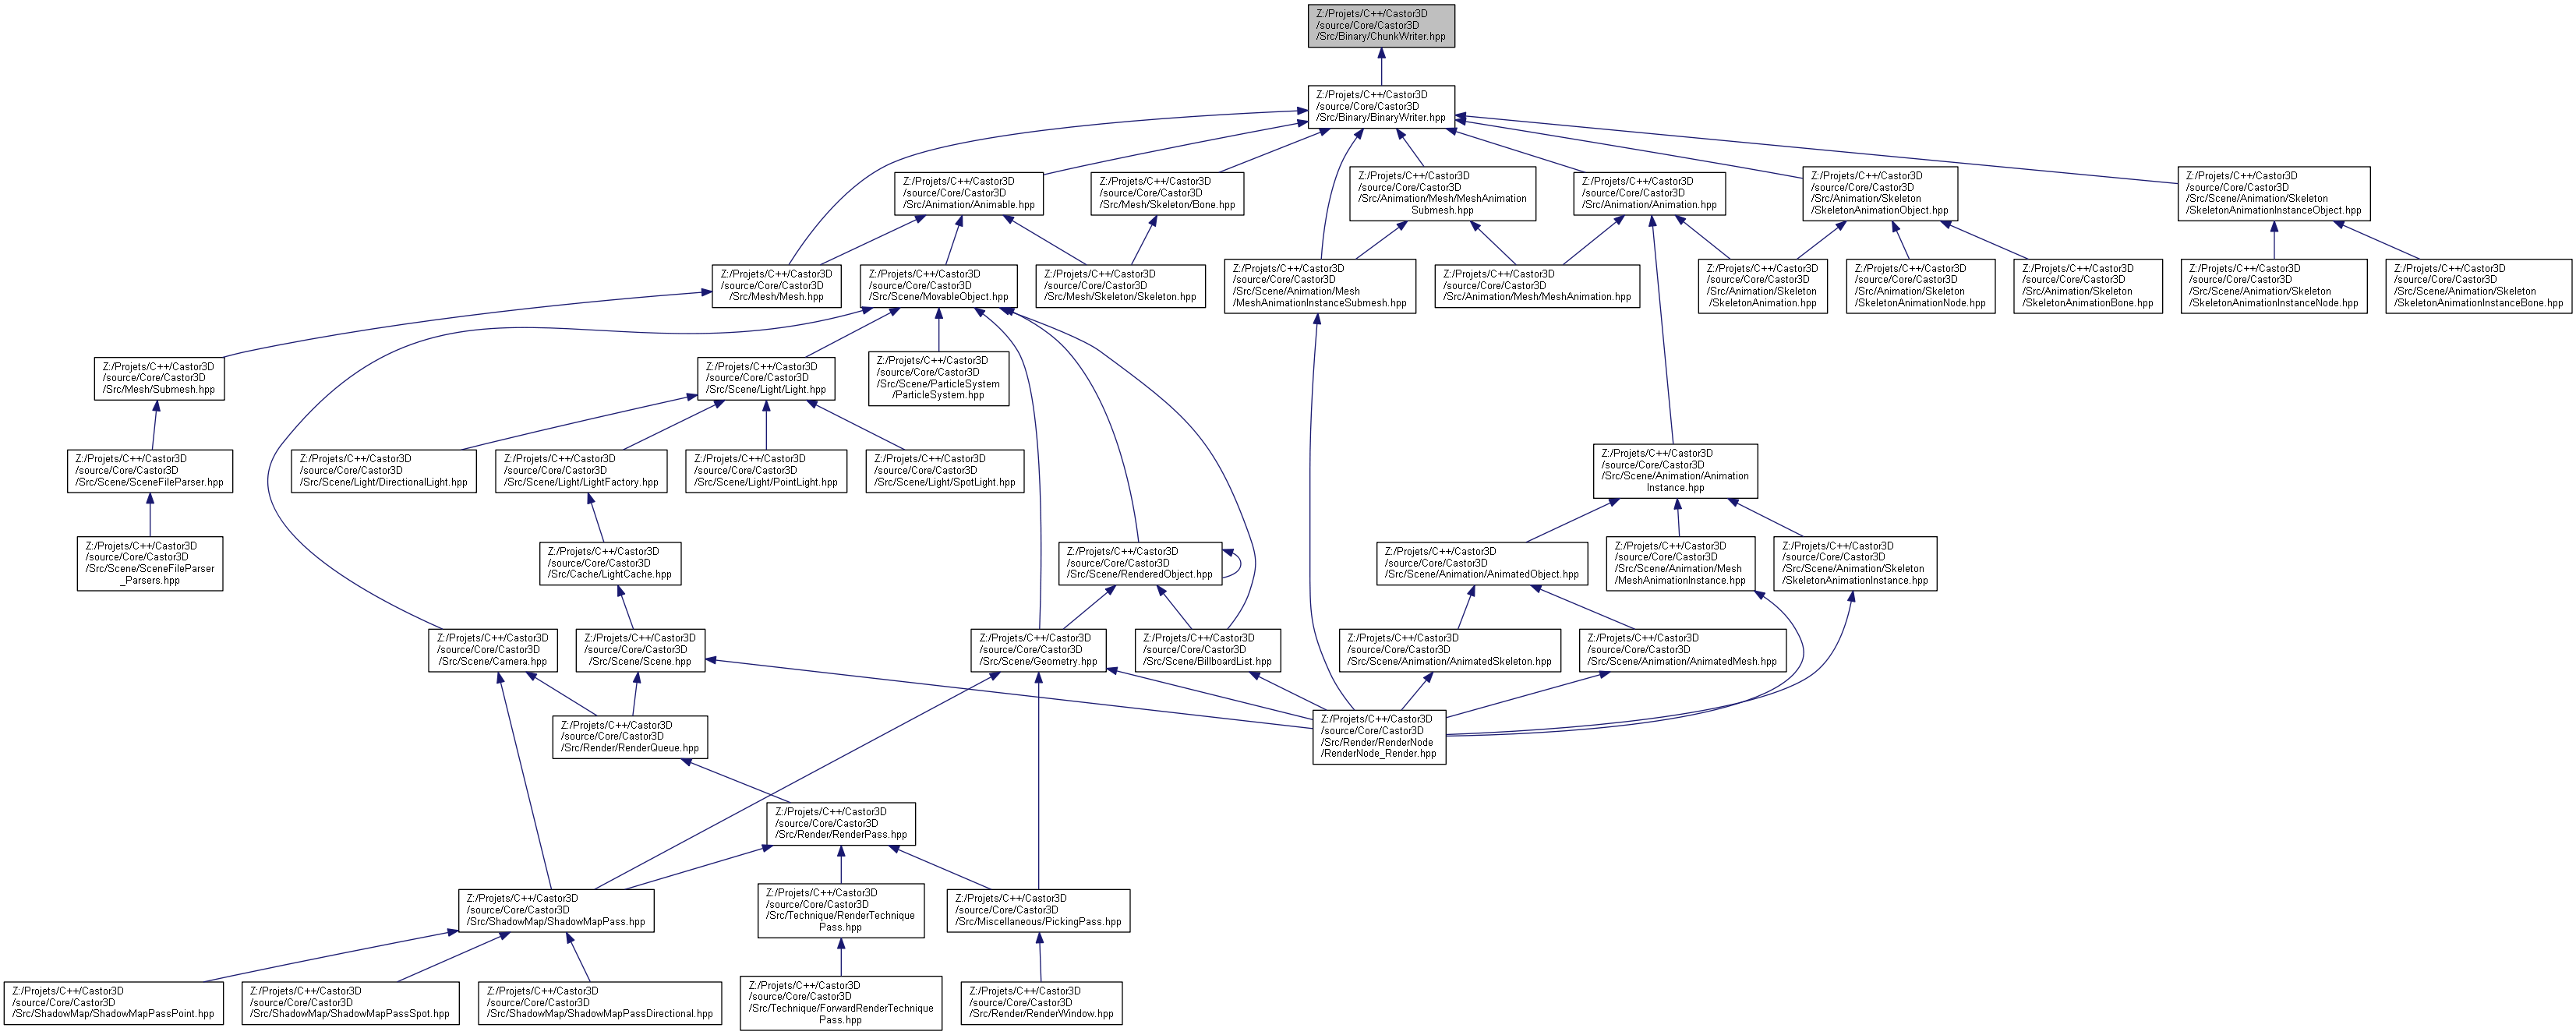 Z:/Projets/C++/Castor3D
/source/Core/Castor3D
/Src/Binary/ChunkWriter.hpp
Z:/Projets/C++/Castor3D
/source/Core/Castor3D
/Src/Binary/BinaryWriter.hpp
Z:/Projets/C++/Castor3D
/source/Core/Castor3D
/Src/Animation/Animable.hpp
Z:/Projets/C++/Castor3D
/source/Core/Castor3D
/Src/Mesh/Skeleton/Bone.hpp
Z:/Projets/C++/Castor3D
/source/Core/Castor3D
/Src/Animation/Mesh/MeshAnimation
Submesh.hpp
Z:/Projets/C++/Castor3D
/source/Core/Castor3D
/Src/Animation/Animation.hpp
Z:/Projets/C++/Castor3D
/source/Core/Castor3D
/Src/Animation/Skeleton
/SkeletonAnimationObject.hpp
Z:/Projets/C++/Castor3D
/source/Core/Castor3D
/Src/Scene/Animation/Skeleton
/SkeletonAnimationInstanceObject.hpp
Z:/Projets/C++/Castor3D
/source/Core/Castor3D
/Src/Mesh/Mesh.hpp
Z:/Projets/C++/Castor3D
/source/Core/Castor3D
/Src/Scene/MovableObject.hpp
Z:/Projets/C++/Castor3D
/source/Core/Castor3D
/Src/Mesh/Skeleton/Skeleton.hpp
Z:/Projets/C++/Castor3D
/source/Core/Castor3D
/Src/Scene/Animation/Mesh
/MeshAnimationInstanceSubmesh.hpp
Z:/Projets/C++/Castor3D
/source/Core/Castor3D
/Src/Animation/Mesh/MeshAnimation.hpp
Z:/Projets/C++/Castor3D
/source/Core/Castor3D
/Src/Animation/Skeleton
/SkeletonAnimation.hpp
Z:/Projets/C++/Castor3D
/source/Core/Castor3D
/Src/Animation/Skeleton
/SkeletonAnimationNode.hpp
Z:/Projets/C++/Castor3D
/source/Core/Castor3D
/Src/Animation/Skeleton
/SkeletonAnimationBone.hpp
Z:/Projets/C++/Castor3D
/source/Core/Castor3D
/Src/Scene/Animation/Skeleton
/SkeletonAnimationInstanceNode.hpp
Z:/Projets/C++/Castor3D
/source/Core/Castor3D
/Src/Scene/Animation/Skeleton
/SkeletonAnimationInstanceBone.hpp
Z:/Projets/C++/Castor3D
/source/Core/Castor3D
/Src/Mesh/Submesh.hpp
Z:/Projets/C++/Castor3D
/source/Core/Castor3D
/Src/Scene/Light/Light.hpp
Z:/Projets/C++/Castor3D
/source/Core/Castor3D
/Src/Scene/ParticleSystem
/ParticleSystem.hpp
Z:/Projets/C++/Castor3D
/source/Core/Castor3D
/Src/Scene/SceneFileParser.hpp
Z:/Projets/C++/Castor3D
/source/Core/Castor3D
/Src/Scene/Light/DirectionalLight.hpp
Z:/Projets/C++/Castor3D
/source/Core/Castor3D
/Src/Scene/Light/LightFactory.hpp
Z:/Projets/C++/Castor3D
/source/Core/Castor3D
/Src/Scene/Light/PointLight.hpp
Z:/Projets/C++/Castor3D
/source/Core/Castor3D
/Src/Scene/Light/SpotLight.hpp
Z:/Projets/C++/Castor3D
/source/Core/Castor3D
/Src/Scene/Animation/Animation
Instance.hpp
Z:/Projets/C++/Castor3D
/source/Core/Castor3D
/Src/Scene/SceneFileParser
_Parsers.hpp
Z:/Projets/C++/Castor3D
/source/Core/Castor3D
/Src/Cache/LightCache.hpp
Z:/Projets/C++/Castor3D
/source/Core/Castor3D
/Src/Scene/RenderedObject.hpp
Z:/Projets/C++/Castor3D
/source/Core/Castor3D
/Src/Scene/Animation/AnimatedObject.hpp
Z:/Projets/C++/Castor3D
/source/Core/Castor3D
/Src/Scene/Animation/Mesh
/MeshAnimationInstance.hpp
Z:/Projets/C++/Castor3D
/source/Core/Castor3D
/Src/Scene/Animation/Skeleton
/SkeletonAnimationInstance.hpp
Z:/Projets/C++/Castor3D
/source/Core/Castor3D
/Src/Scene/Camera.hpp
Z:/Projets/C++/Castor3D
/source/Core/Castor3D
/Src/Scene/Scene.hpp
Z:/Projets/C++/Castor3D
/source/Core/Castor3D
/Src/Scene/Geometry.hpp
Z:/Projets/C++/Castor3D
/source/Core/Castor3D
/Src/Scene/BillboardList.hpp
Z:/Projets/C++/Castor3D
/source/Core/Castor3D
/Src/Scene/Animation/AnimatedSkeleton.hpp
Z:/Projets/C++/Castor3D
/source/Core/Castor3D
/Src/Scene/Animation/AnimatedMesh.hpp
Z:/Projets/C++/Castor3D
/source/Core/Castor3D
/Src/Render/RenderQueue.hpp
Z:/Projets/C++/Castor3D
/source/Core/Castor3D
/Src/Render/RenderNode
/RenderNode_Render.hpp
Z:/Projets/C++/Castor3D
/source/Core/Castor3D
/Src/Render/RenderPass.hpp
Z:/Projets/C++/Castor3D
/source/Core/Castor3D
/Src/ShadowMap/ShadowMapPass.hpp
Z:/Projets/C++/Castor3D
/source/Core/Castor3D
/Src/Technique/RenderTechnique
Pass.hpp
Z:/Projets/C++/Castor3D
/source/Core/Castor3D
/Src/Miscellaneous/PickingPass.hpp
Z:/Projets/C++/Castor3D
/source/Core/Castor3D
/Src/ShadowMap/ShadowMapPassPoint.hpp
Z:/Projets/C++/Castor3D
/source/Core/Castor3D
/Src/ShadowMap/ShadowMapPassSpot.hpp
Z:/Projets/C++/Castor3D
/source/Core/Castor3D
/Src/ShadowMap/ShadowMapPassDirectional.hpp
Z:/Projets/C++/Castor3D
/source/Core/Castor3D
/Src/Technique/ForwardRenderTechnique
Pass.hpp
Z:/Projets/C++/Castor3D
/source/Core/Castor3D
/Src/Render/RenderWindow.hpp